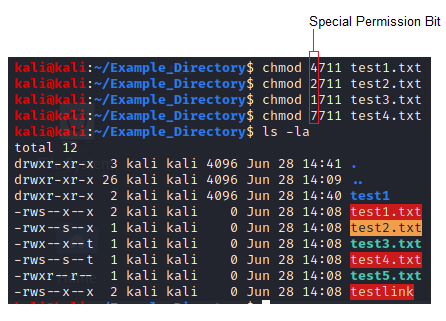 Special Permission Bit
kali@kali:~/Example_Directory$ chmod 4711 test1.txt
kali@kali:~/Example_Directory$ chmod 2711 test2.txt
kali@kali:~/Example_Directory$ chmod 1711 test3.txt
kali@kali:~/Example_Directory$ chmod 7711 test4.txt
kali@kali:~/Example_Directory$ ls -la
total 12
drwxr-xr-x  3 kali kali 4096 Jun 28 14:41 .
drwxr-xr-x 26 kali kali 4096 Jun 28 14:09 ..
drwxr-xr-x  2 kali kali 4096 Jun 28 14:40 test1
-rws--x--x  2 kali kali    0 Jun 28 14:08 test1.txt
-rwx--s--x  1 kali kali    0 Jun 28 14:08 test2.txt
-rwx--x--t  1 kali kali    0 Jun 28 14:08 test3.txt
-rws--s--t  1 kali kali    0 Jun 28 14:08 test4.txt
-rwxr--r--  1 kali kali    0 Jun 28 14:08 test5.txt
-rws--x--x  2 kali kali    0 Jun 28 14:08 testlink